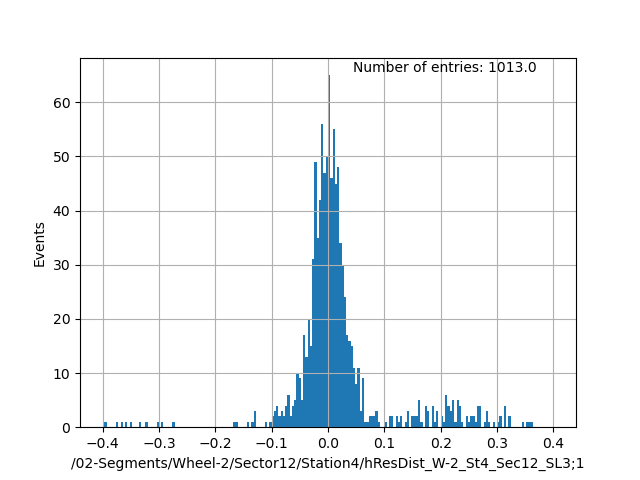 Number of entries: 1013.0
60
50
40
30
20
10
0
Events
−0.4 −0.3 −0.2 −0.1 0.0 0.1 0.2 0.3 0.4
/02-Segments/Wheel-2/Sector12/Station4/hResDist_W-2_St4_Sec12_SL3;1